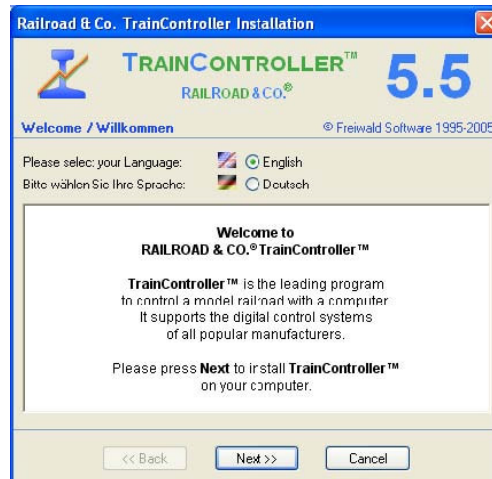 Railroad & Co. TrainController Installation
TRAINCONTROLLER™
RAILROAD & CO.®
5.5
Welcome / Willkommen
© Freiwald Software 1995-2005
Please select your Language:
English
Bitte wählen Sie Ihre Sprache:
Deutsch
Welcome to
RAILROAD & CO.® TrainController™
TrainController™ is the leading program
to control a model railroad with a computer
It supports the digital control systems
of all popular manufacturers.
Please press Next to install TrainController™
on your computer.
<< Back
Next >>
Cancel